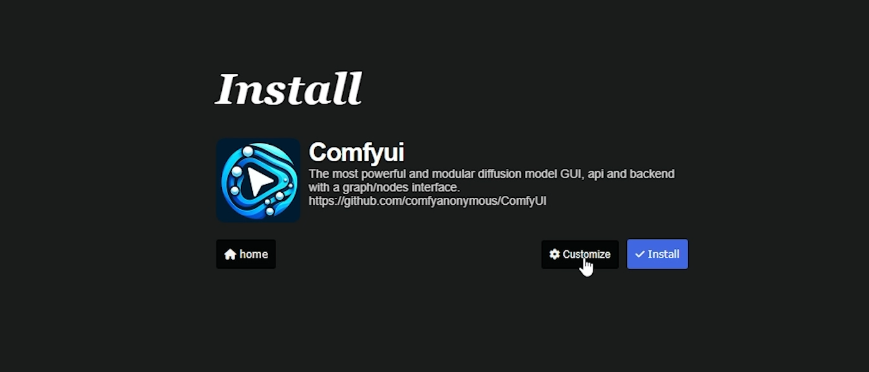 Install
Comfyui
The most powerful and modular diffusion model GUI, api and backend
with a graph/nodes interface.
https://github.com/comfyanonymous/ComfyUI
home
Customize
Install